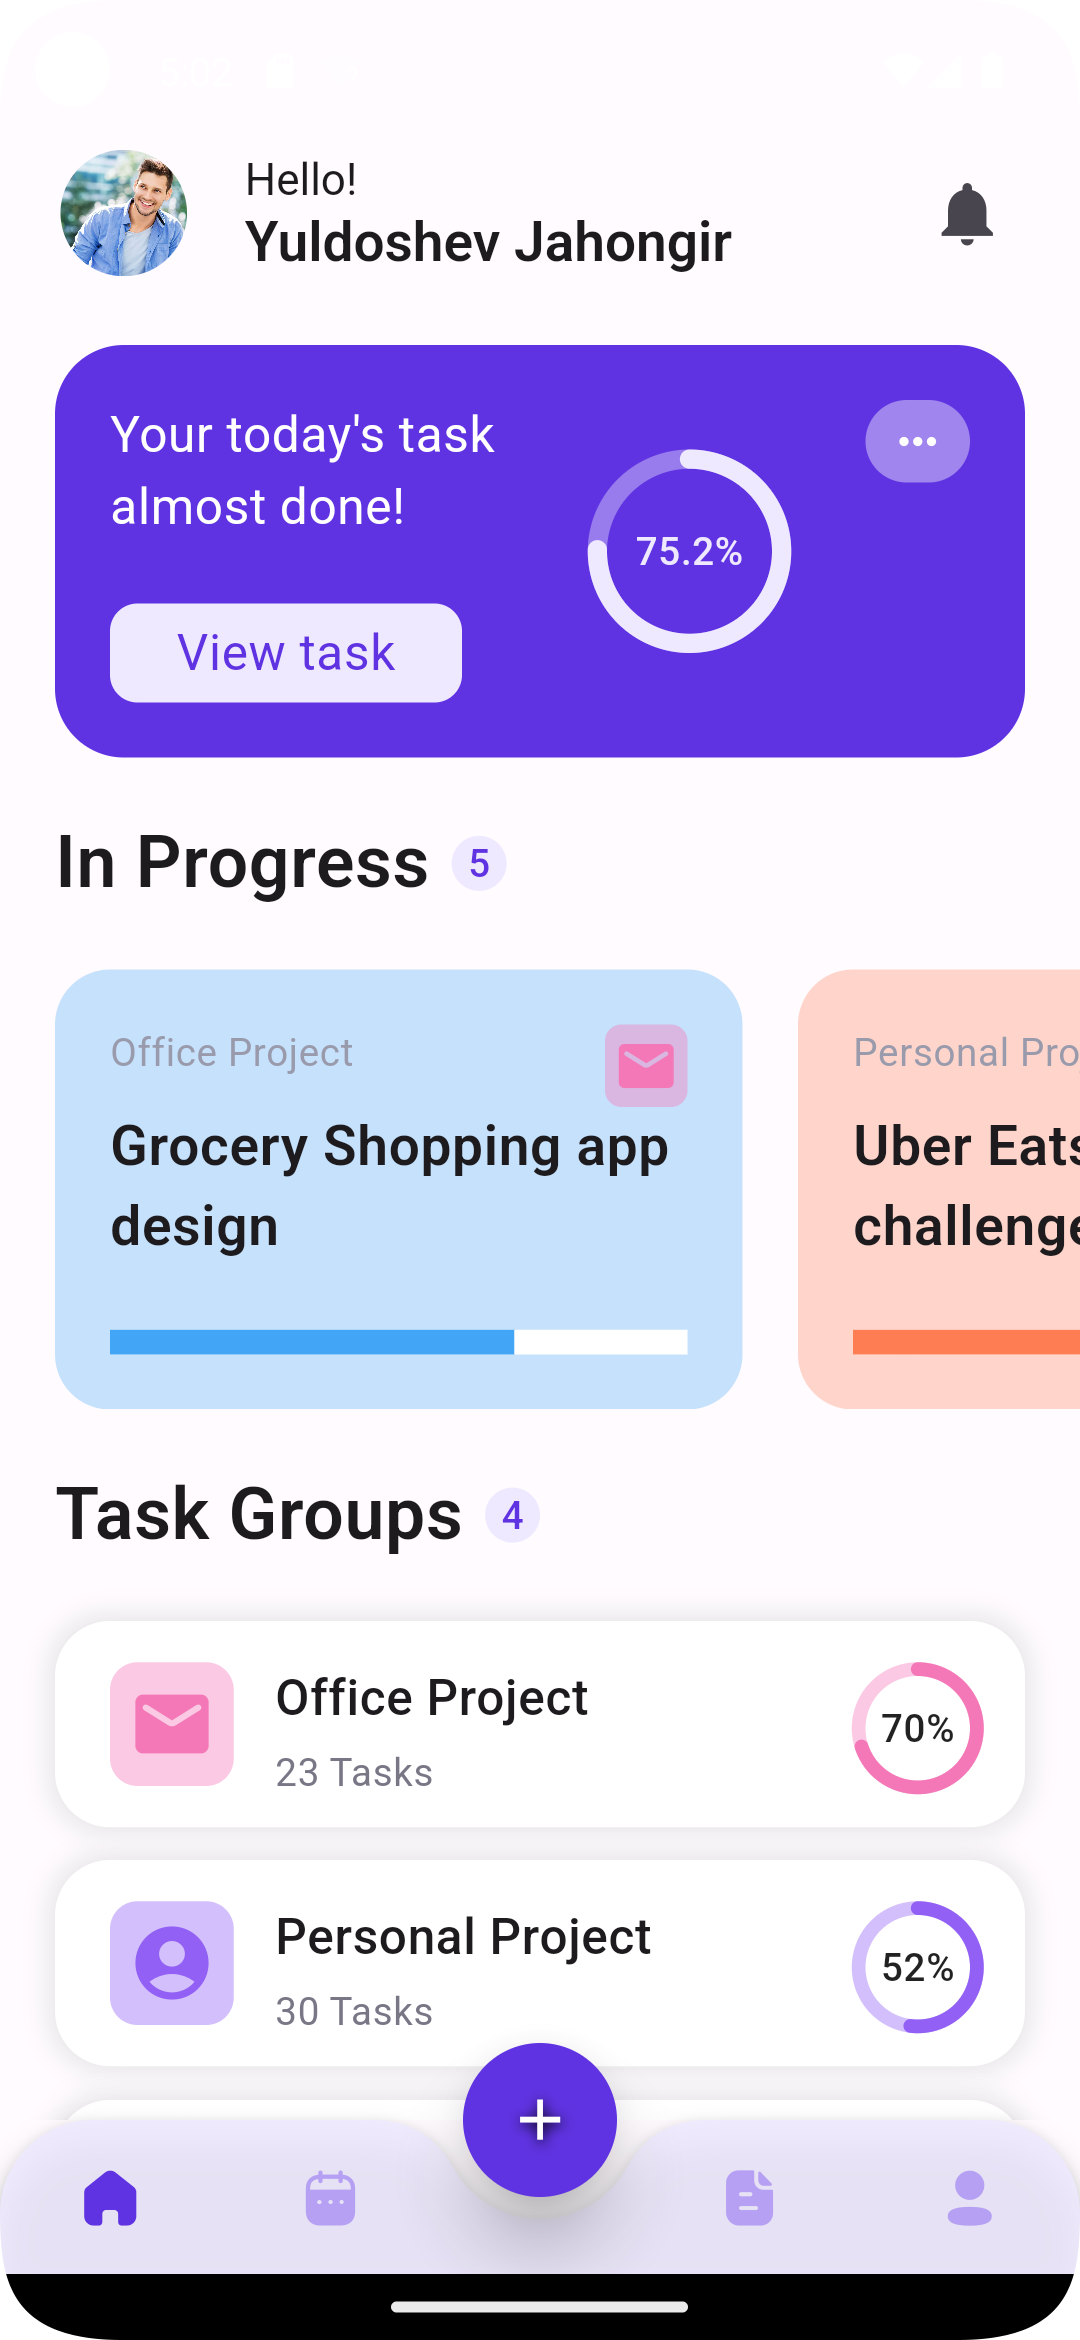 Hello!
Yuldoshev Jahongir
Your today's task
almost done!
75.2%
View task
In Progress 5
Office Project
Grocery Shopping app
design
Personal Pro
Uber Eats
challenge
Task Groups 4
Office Project
23 Tasks
70%
Personal Project
30 Tasks
52%